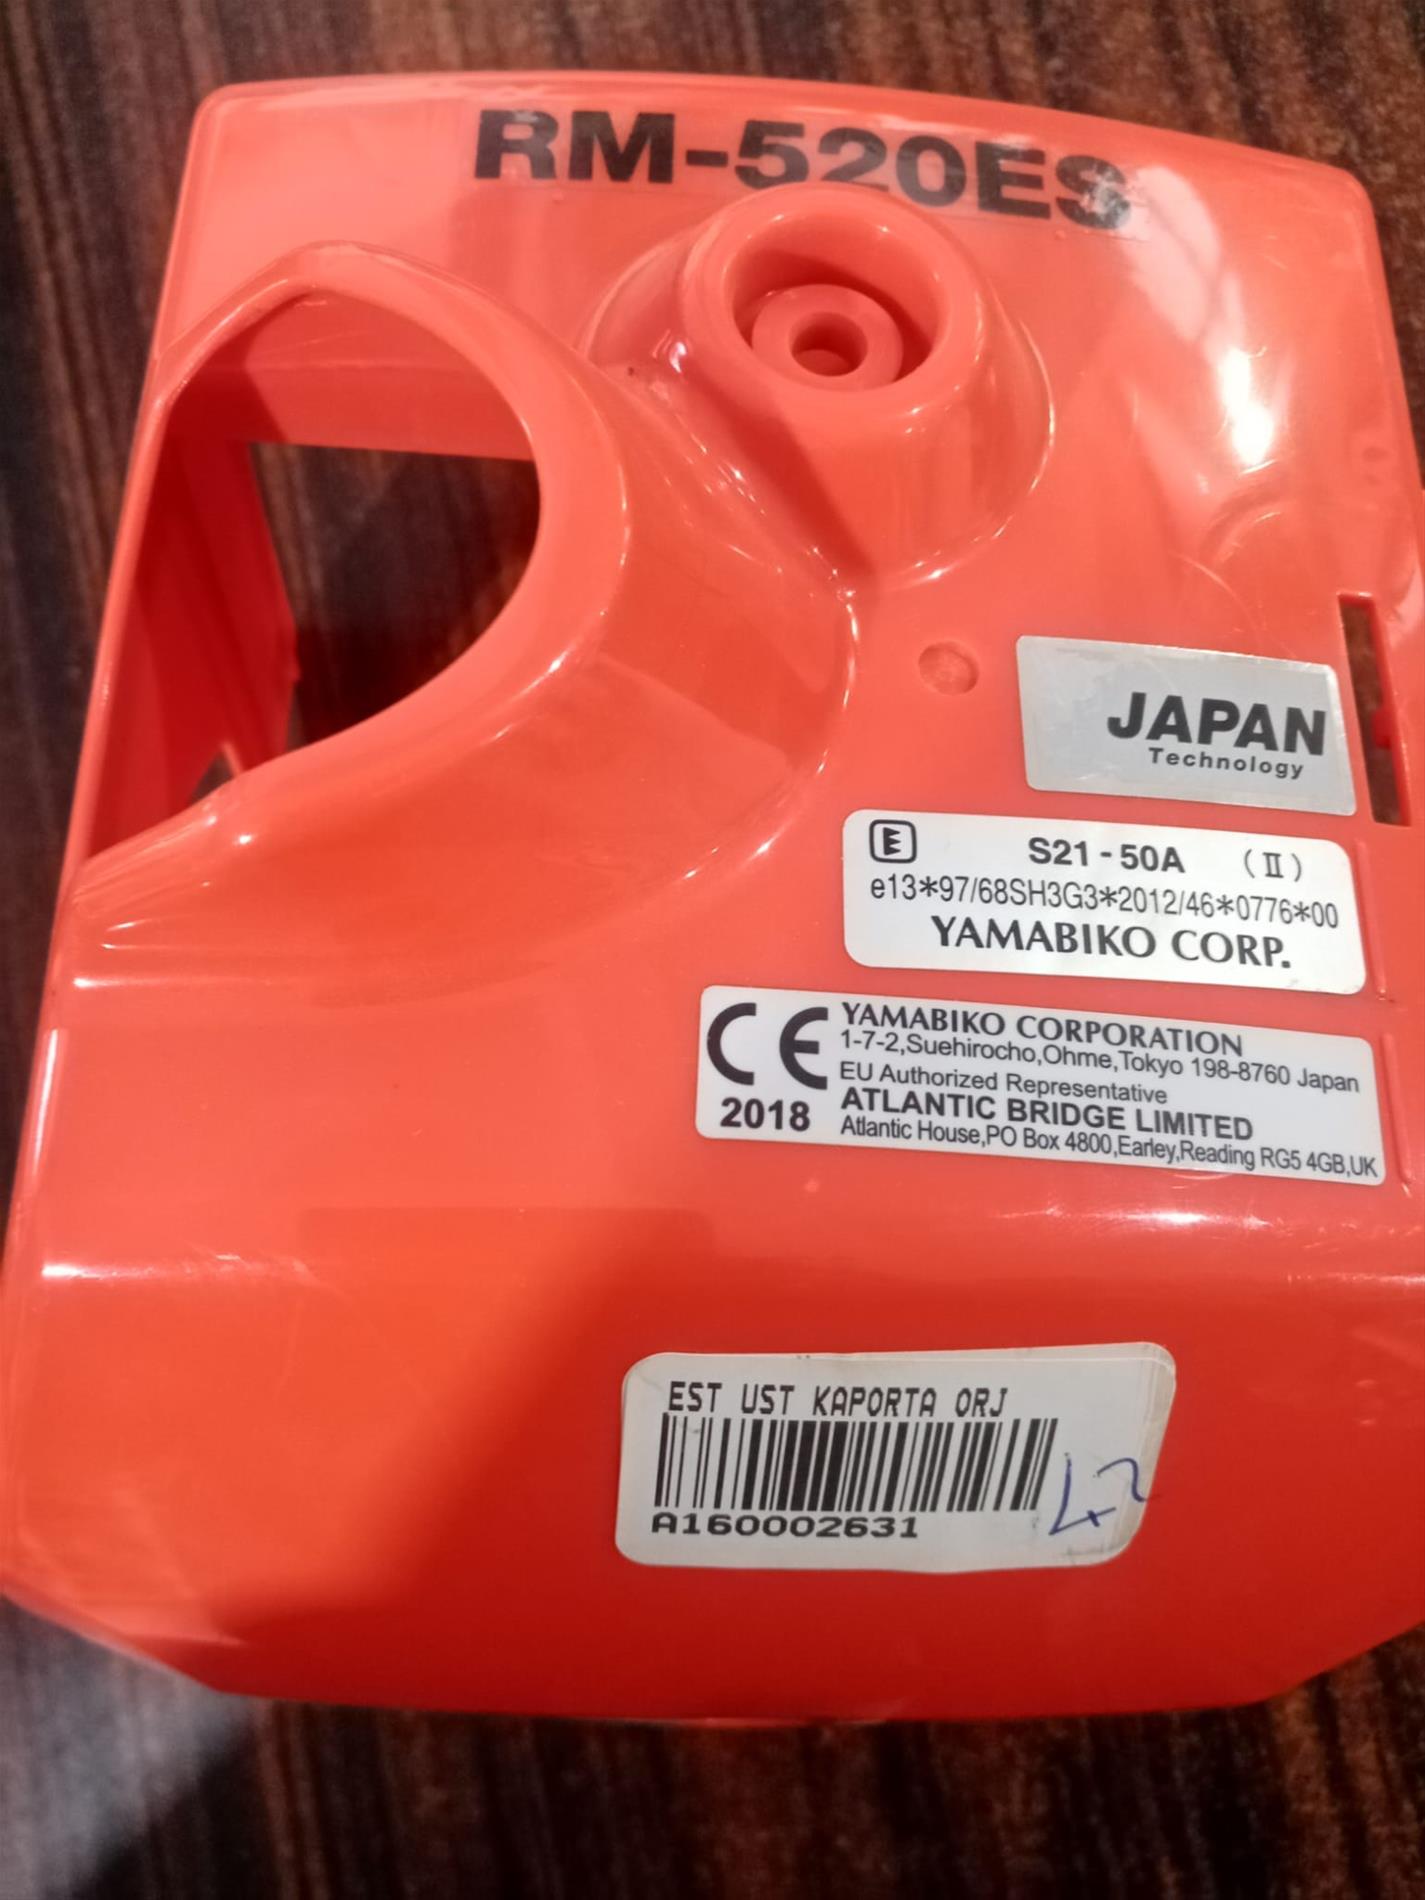 RM-520ES
JAPAN
Technology
E S21-50A (II)
e13*97/68SH3G3*2012/46*0776*00
YAMABIKO CORP.
CE YAMABIKO CORPORATION
1-7-2,Suehirocho,Ohme,Tokyo 198-8760 Japan
EU Authorized Representative
2018 ATLANTIC BRIDGE LIMITED
Atlantic House,PO Box 4800,Earley,Reading RG5 4GB,UK
EST UST KAPORTA ORJ
A160002631